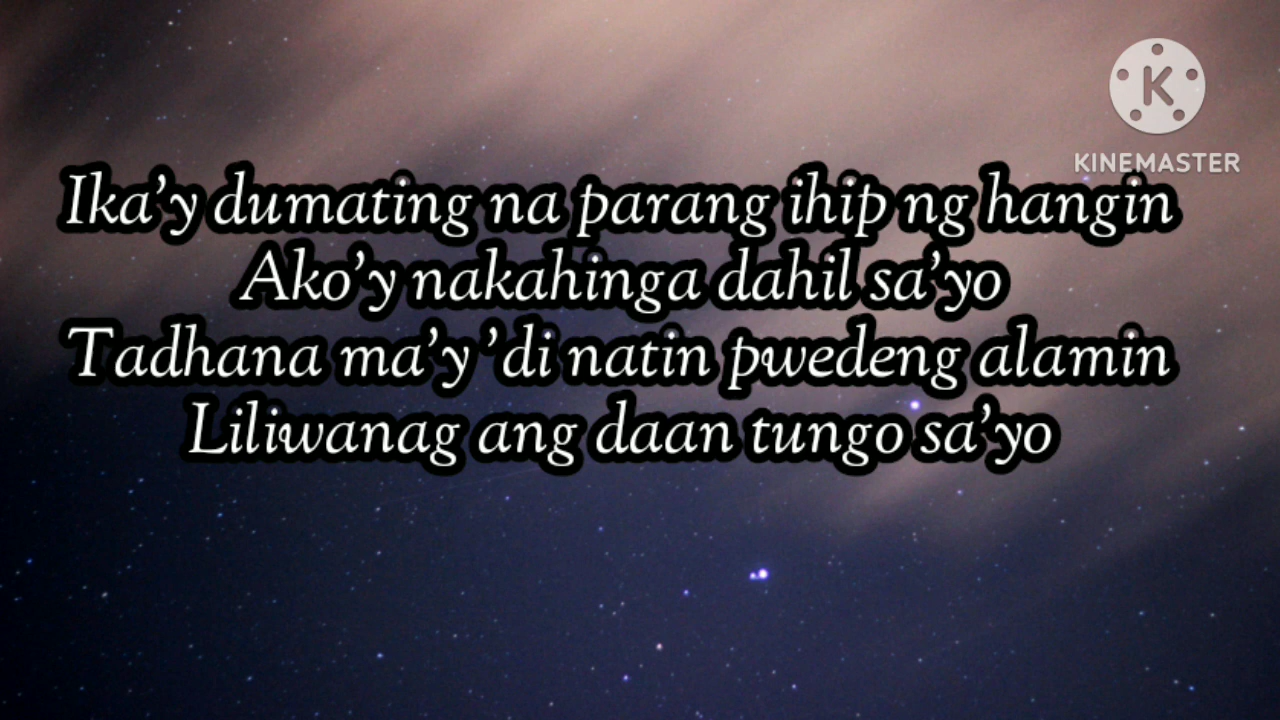 K
KINEMASTER
Ika’y dumating na parang ihip ng hangin
Ako’y nakahinga dahil sa’yo
Tadhana ma’y ’di natin pwedeng alamin
Liliwanag ang daan tungo sa’yo